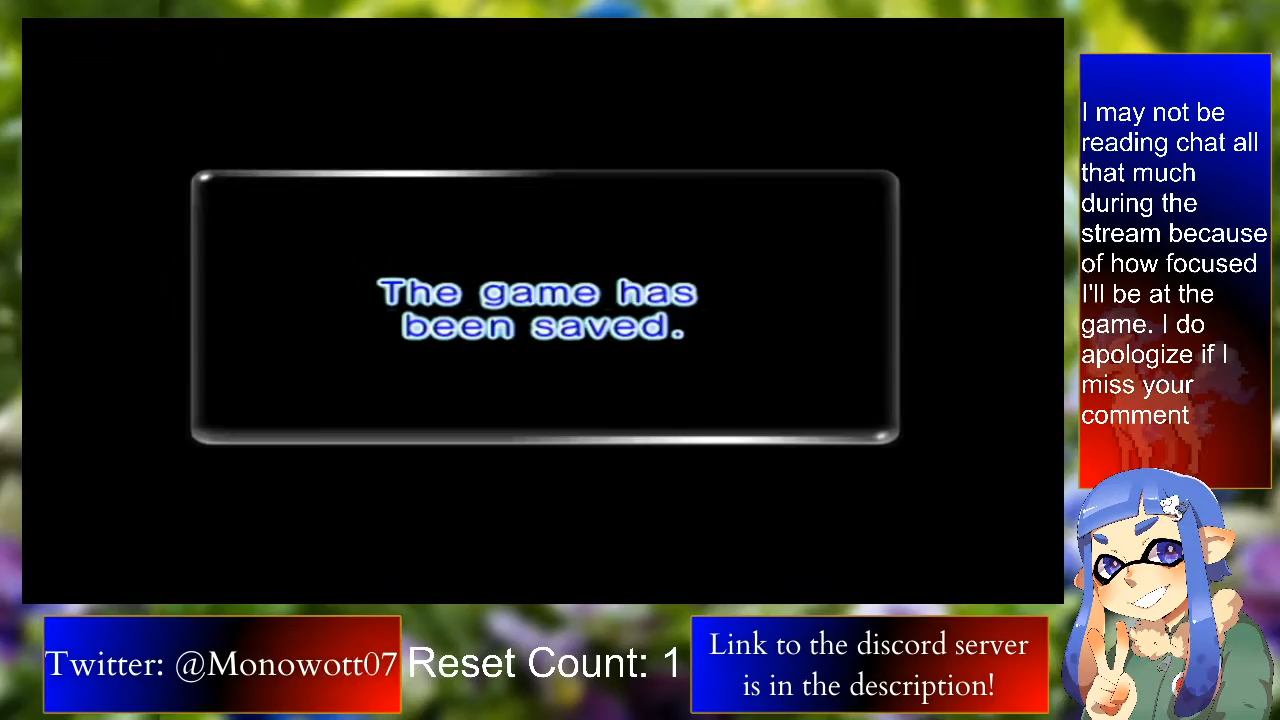 The game has
been saved.
I may not be
reading chat all
that much
during the
stream because
of how focused
I'll be at the
game. I do
apologize if I
miss your
comment
Twitter: @Monowott07
Reset Count: 1
Link to the discord server
is in the description!